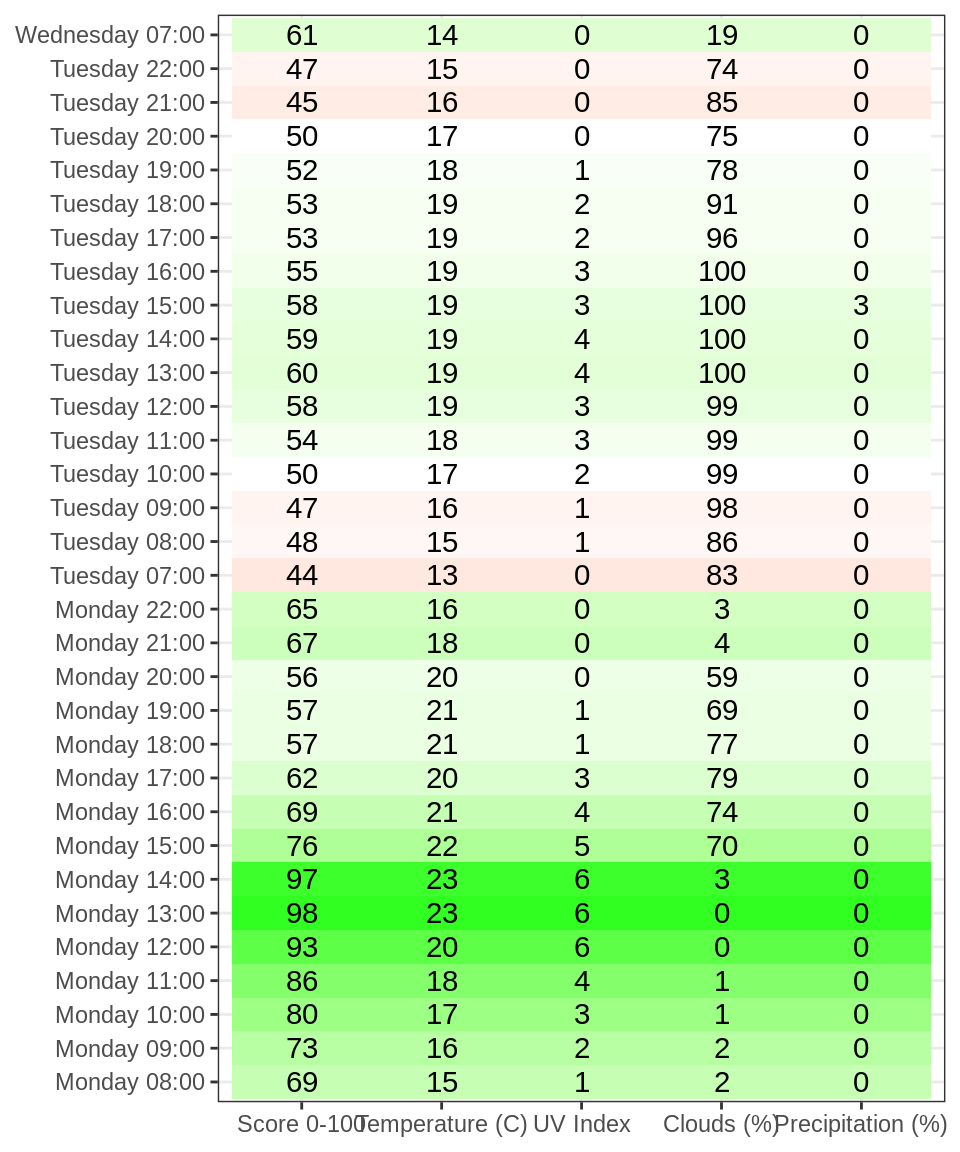 Wednesday 07:00 61 14 0 19 0
Tuesday 22:00 47 15 0 74 0
Tuesday 21:00 45 16 0 85 0
Tuesday 20:00 50 17 0 75 0
Tuesday 19:00 52 18 1 78 0
Tuesday 18:00 53 19 2 91 0
Tuesday 17:00 53 19 2 96 0
Tuesday 16:00 55 19 3 100 0
Tuesday 15:00 58 19 3 100 3
Tuesday 14:00 59 19 4 100 0
Tuesday 13:00 60 19 4 100 0
Tuesday 12:00 58 19 3 99 0
Tuesday 11:00 54 18 3 99 0
Tuesday 10:00 50 17 2 99 0
Tuesday 09:00 47 16 1 98 0
Tuesday 08:00 48 15 1 86 0
Tuesday 07:00 44 13 0 83 0
Monday 22:00 65 16 0 3 0
Monday 21:00 67 18 0 4 0
Monday 20:00 56 20 0 59 0
Monday 19:00 57 21 1 69 0
Monday 18:00 57 21 1 77 0
Monday 17:00 62 20 3 79 0
Monday 16:00 69 21 4 74 0
Monday 15:00 76 22 5 70 0
Monday 14:00 97 23 6 3 0
Monday 13:00 98 23 6 0 0
Monday 12:00 93 20 6 0 0
Monday 11:00 86 18 4 1 0
Monday 10:00 80 17 3 1 0
Monday 09:00 73 16 2 2 0
Monday 08:00 69 15 1 2 0
Score 0-100 Temperature (C) UV Index Clouds (%) Precipitation (%)